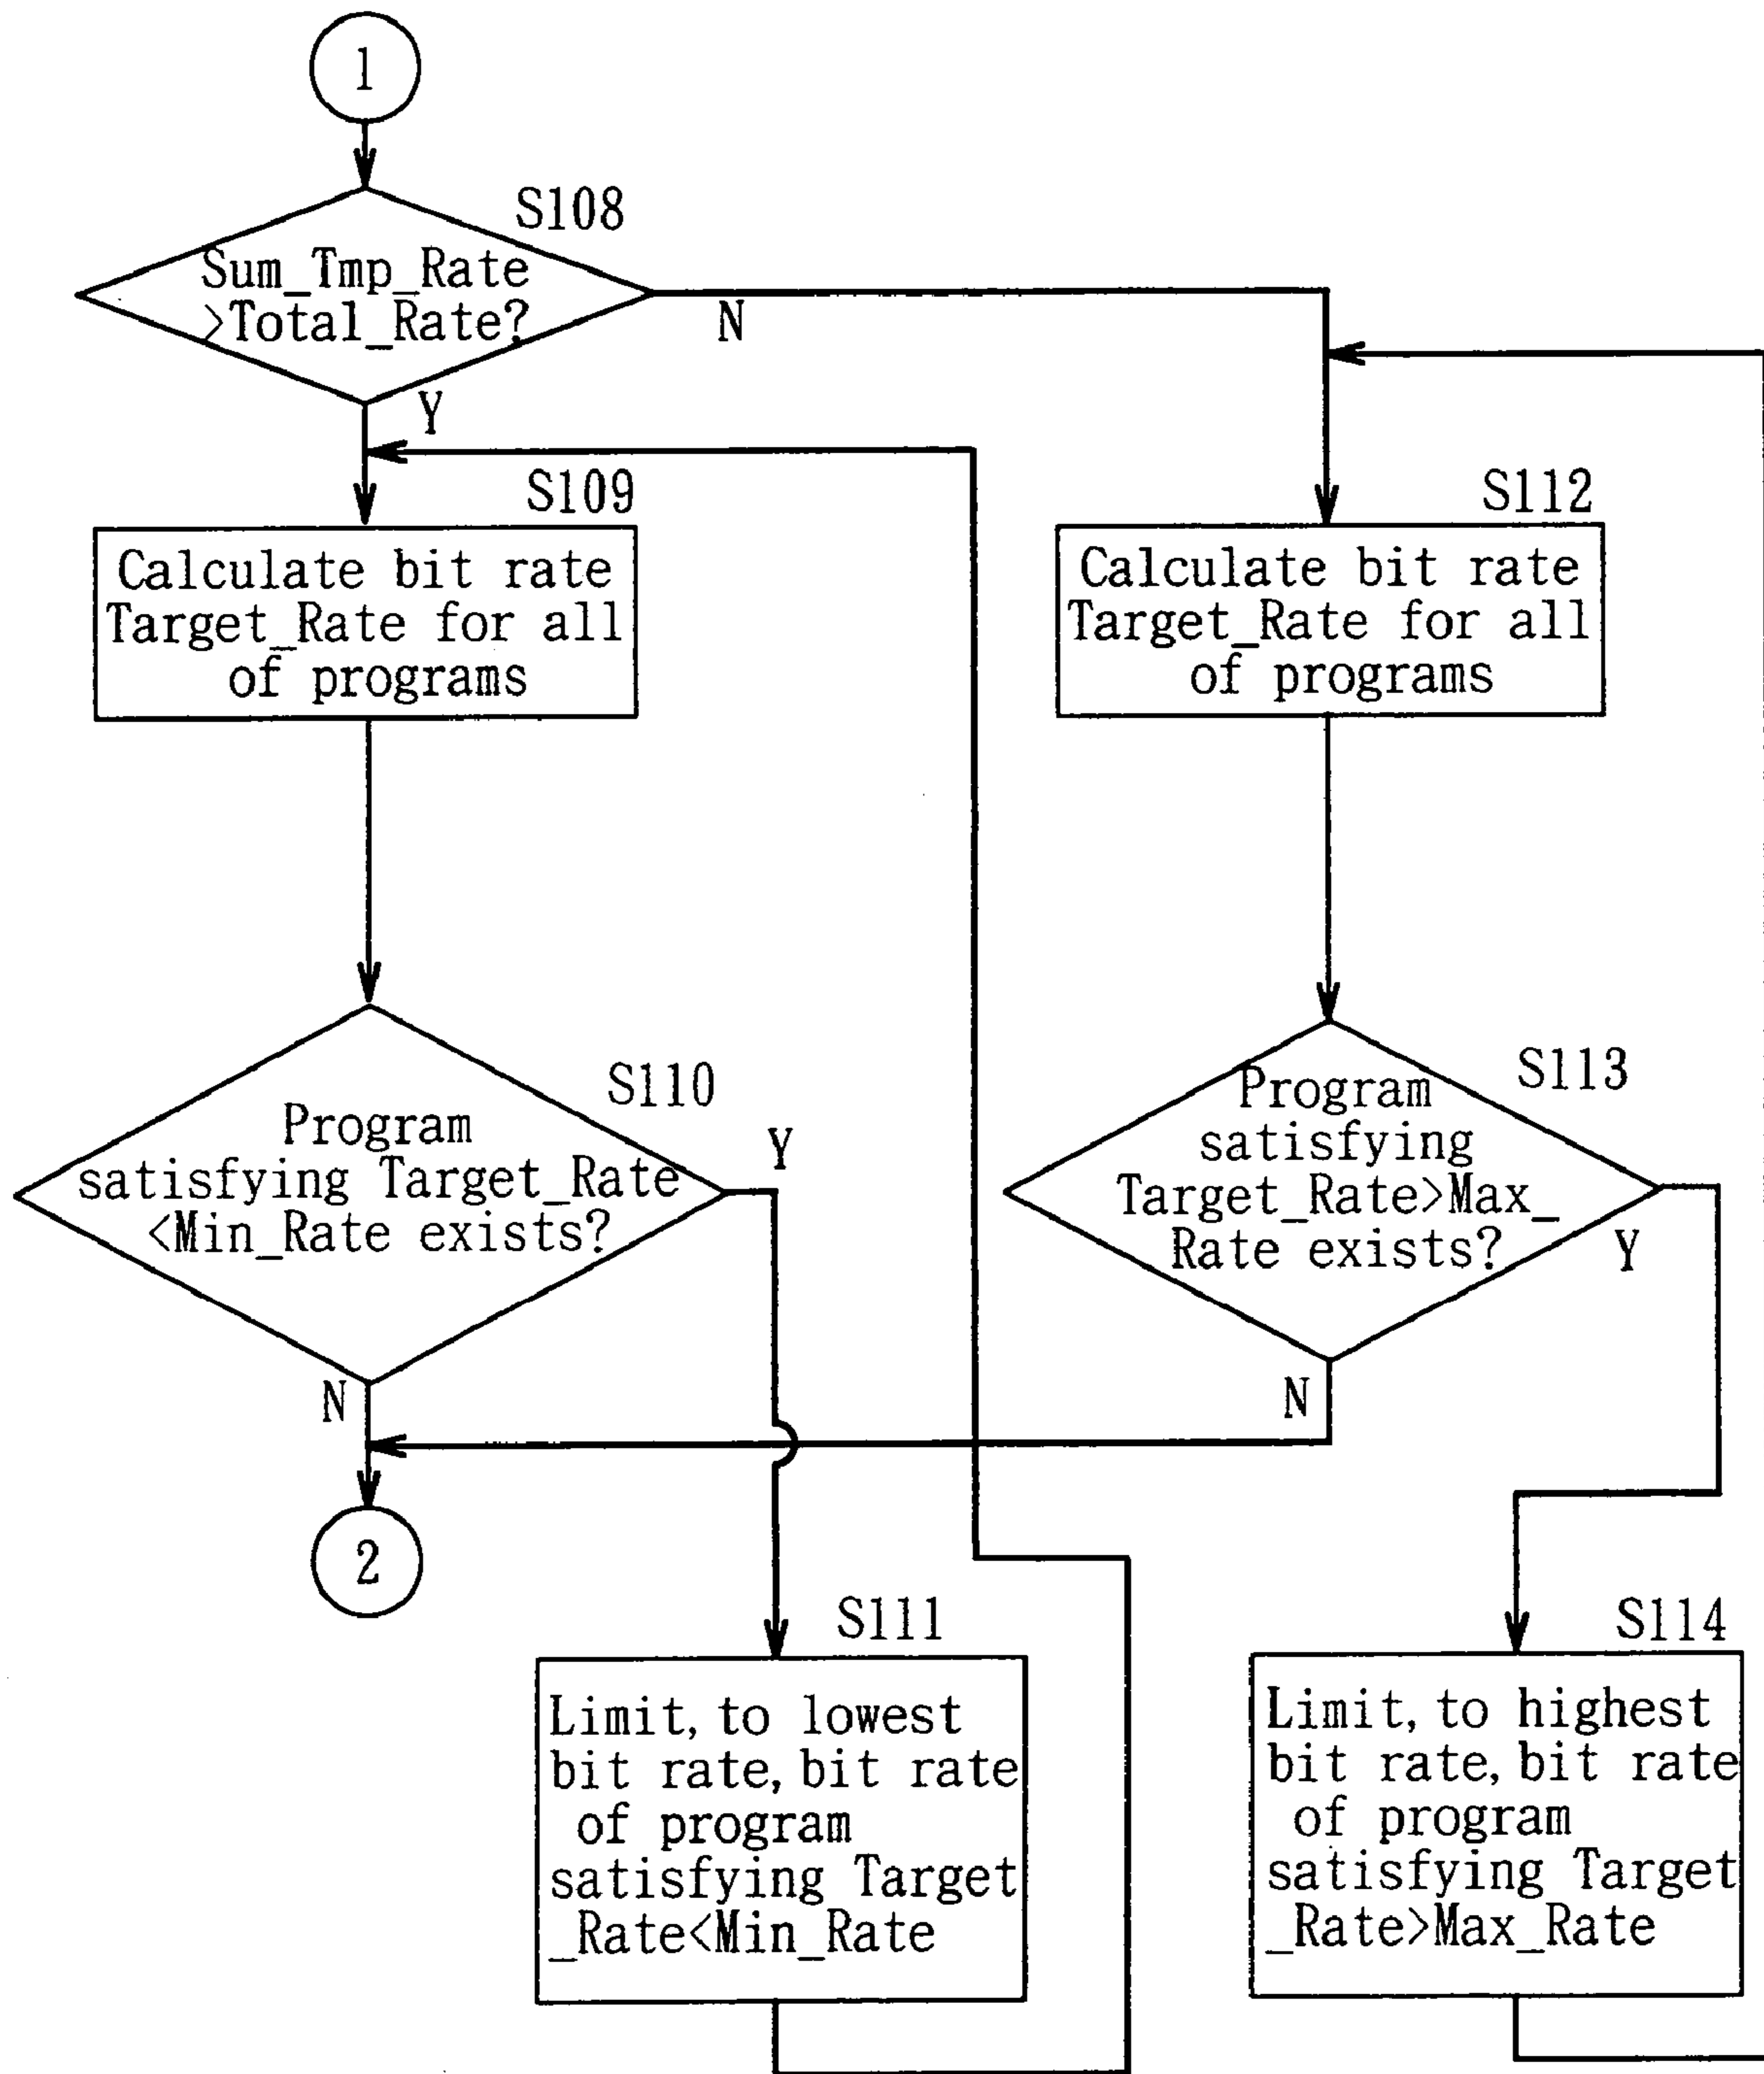 1
S108
Sum_Tmp_Rate
>Total_Rate?
N
Y
S109
Calculate bit rate
Target_Rate for all
of programs
S112
Calculate bit rate
Target_Rate for all
of programs
S110
Program
satisfying Target_Rate
<Min_Rate exists?
Y
N
S113
Program
satisfying
Target_Rate>Max_
Rate exists?
Y
N
2
S111
Limit, to lowest
bit rate, bit rate
of program
satisfying Target
_Rate<Min_Rate
S114
Limit, to highest
bit rate, bit rate
of program
satisfying Target
_Rate>Max_Rate